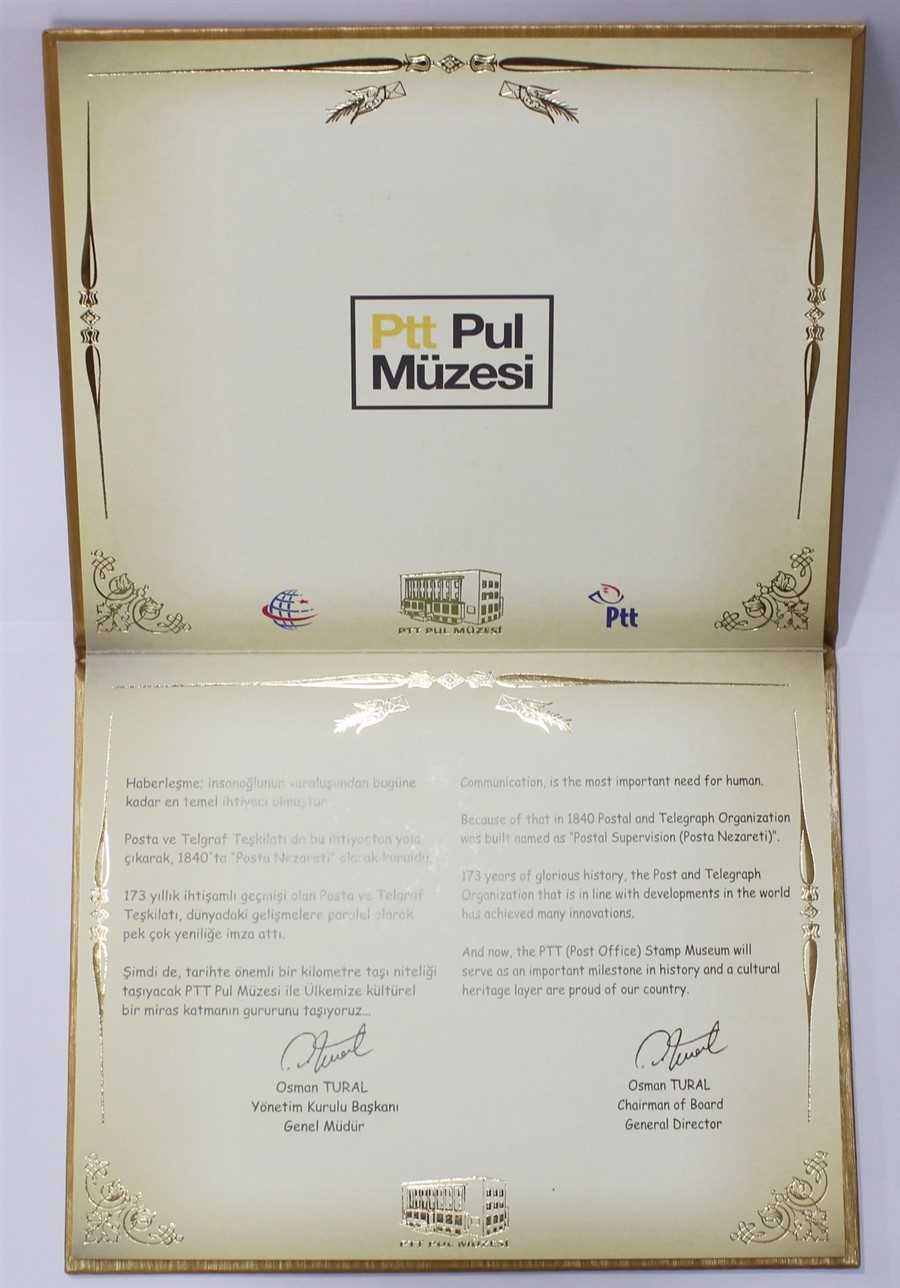 Ptt Pul
Müzesi
PTT PUL MÜZESİ
Ptt
Haberleşme; insanoğlunun varoluşundan bugüne
kadar en temel ihtiyacı olmuştur.
Posta ve Telgraf Teşkilatı da bu ihtiyaçtan yola
çıkarak, 1840'ta "Posta Nezareti" olarak kuruldu.
173 yıllık ihtişamlı geçmişi olan Posta ve Telgraf
Teşkilatı, dünyadaki gelişmelere paralel olarak
pek çok yeniliğe imza attı.
Şimdi de, tarihte önemli bir kilometre taşı niteliği
taşıyacak PTT Pul Müzesi ile Ülkemize kültürel
bir miras katmanın gururunu taşıyoruz...
Osman TURAL
Yönetim Kurulu Başkanı
Genel Müdür
Communication, is the most important need for human.
Because of that in 1840 Postal and Telegraph Organization
was built named as "Postal Supervision (Posta Nezareti)".
173 years of glorious history, the Post and Telegraph
Organization that is in line with developments in the world
has achieved many innovations.
And now, the PTT (Post Office) Stamp Museum will
serve as an important milestone in history and a cultural
heritage layer are proud of our country.
Osman TURAL
Chairman of Board
General Director
PTT PUL MÜZESİ